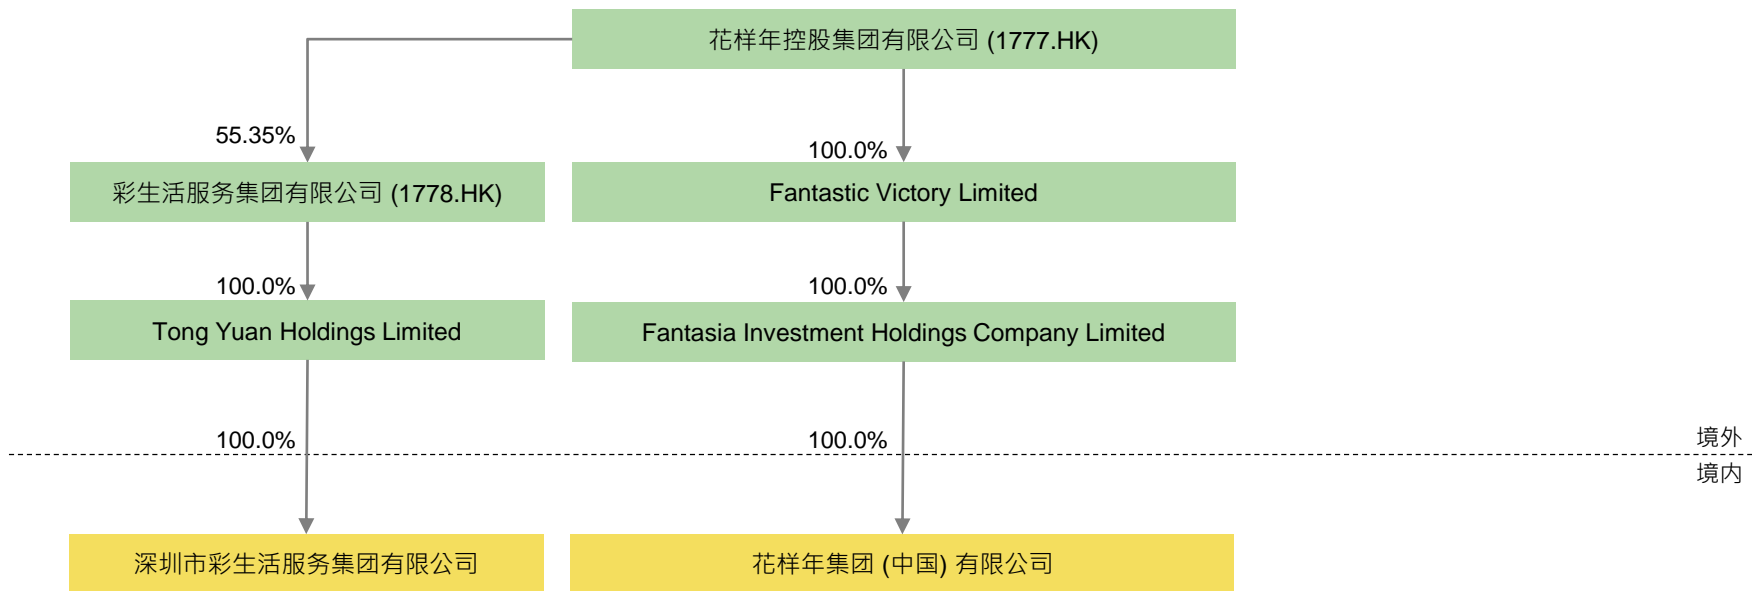 花样年控股集团有限公司 (1777.HK)
55.35%
100.0%
彩生活服务集团有限公司 (1778.HK)
Fantastic Victory Limited
100.0%
100.0%
Tong Yuan Holdings Limited
Fantasia Investment Holdings Company Limited
100.0%
100.0%
境外
境内
深圳市彩生活服务集团有限公司
花样年集团 (中国) 有限公司